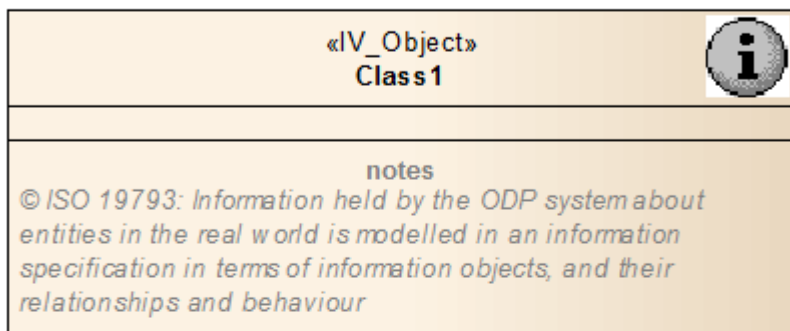 «IV_Object»
Class1
i
notes
© ISO 19793: Information held by the ODP system about
entities in the real world is modelled in an information
specification in terms of information objects, and their
relationships and behaviour